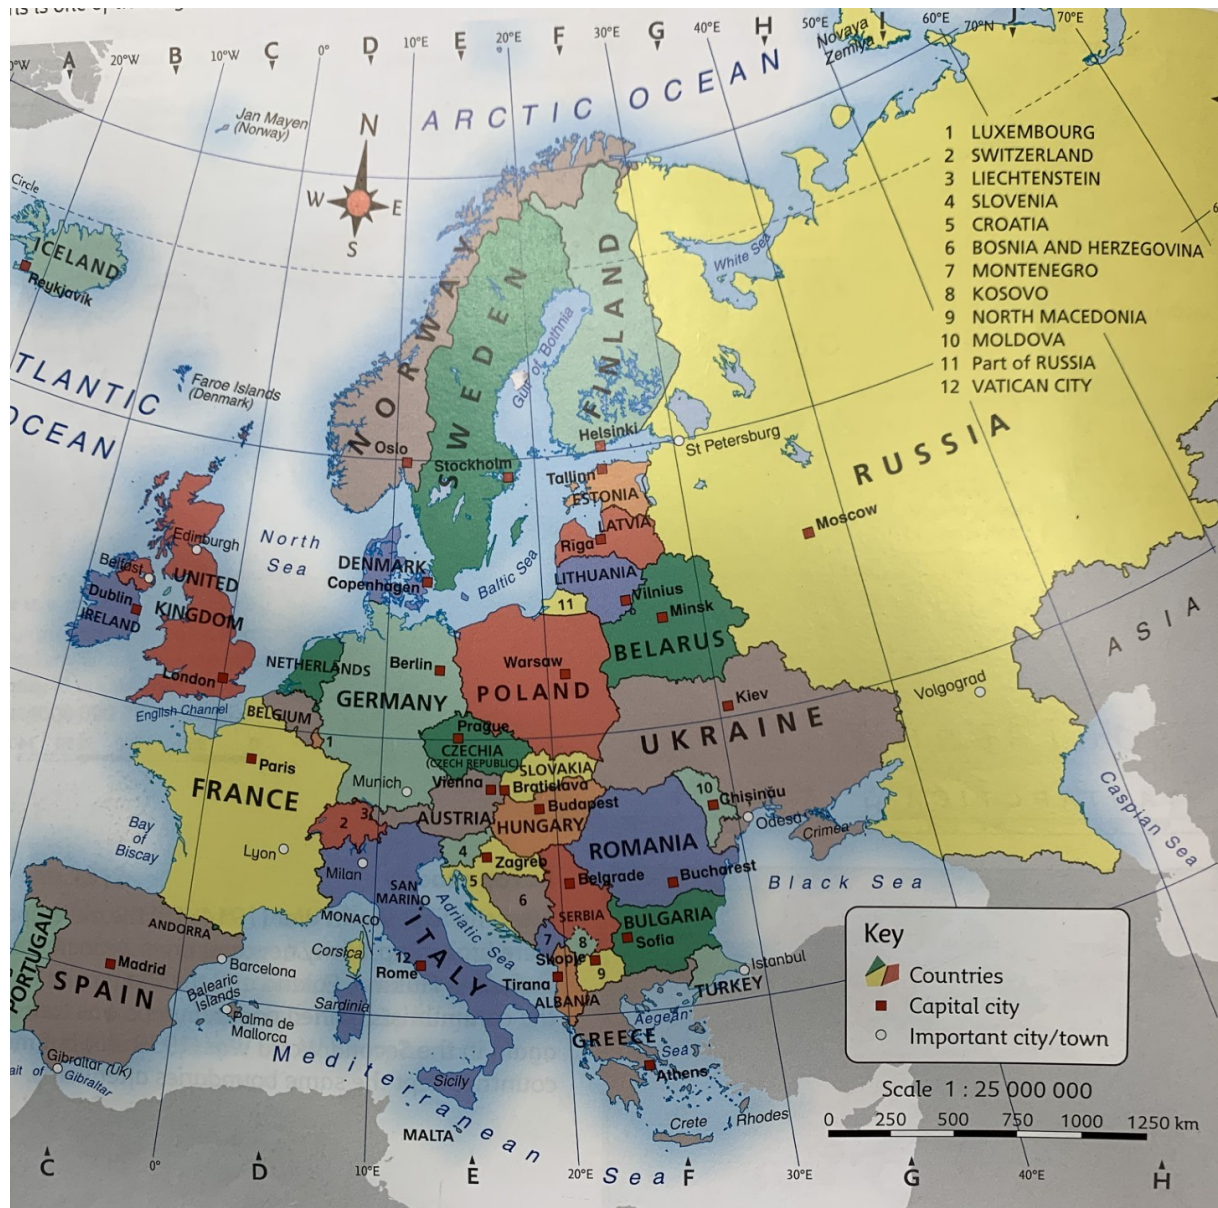 A
B
C
D
E
F
G
H
I
J
20°W
10°W
0°
10°E
20°E
30°E
40°E
50°E
60°E
70°N
70°E
Novaya
Zemlya
ARCTIC OCEAN
Jan Mayen
(Norway)
N
W
E
S
Circle
1 LUXEMBOURG
2 SWITZERLAND
3 LIECHTENSTEIN
4 SLOVENIA
5 CROATIA
6 BOSNIA AND HERZEGOVINA
7 MONTENEGRO
8 KOSOVO
9 NORTH MACEDONIA
10 MOLDOVA
11 Part of RUSSIA
12 VATICAN CITY
ICELAND
Reykjavik
White Sea
NORWAY
SWEDEN
FINLAND
Gulf of Bothnia
TLANTIC
OCEAN
Faroe Islands
(Denmark)
Oslo
Stockholm
Helsinki
St Petersburg
RUSSIA
Moscow
Tallinn
ESTONIA
LATVIA
Rīga
North
Sea
Edinburgh
Belfast
UNITED
KINGDOM
Dublin
IRELAND
London
DENMARK
Copenhagen
Baltic Sea
LITHUANIA
Vilnius
11
Minsk
BELARUS
ASIA
NETHERLANDS
Berlin
GERMANY
Warsaw
POLAND
Volgograd
English Channel
BELGIUM
1
Kiev
UKRAINE
Prague
CZECHIA
(CZECH REPUBLIC)
SLOVAKIA
Paris
FRANCE
Munich
Vienna
Bratislava
Budapest
10
Chișinău
Odesa
Crimea
Caspian Sea
Bay
of
Biscay
Lyon
2
3
AUSTRIA
HUNGARY
ROMANIA
Milan
4
Zagreb
5
Belgrade
Bucharest
Black Sea
SAN
MARINO
MONACO
6
SERBIA
BULGARIA
Sofia
ANDORRA
ITALY
Adriatic Sea
7
8
Skopje
9
Istanbul
TURKEY
PORTUGAL
Madrid
SPAIN
Barcelona
Balearic
Islands
Palma de
Mallorca
Corsica
Sardinia
12
Rome
Tirana
ALBANIA
GREECE
Aegean
Sea
Athens
Gibraltar (UK)
ait of Gibraltar
Mediterranean Sea
Sicily
MALTA
Crete
Rhodes
Key
Countries
Capital city
Important city/town
Scale 1 : 25 000 000
0 250 500 750 1000 1250 km
C
0°
D
10°E
E
20°E
F
30°E
G
40°E
H